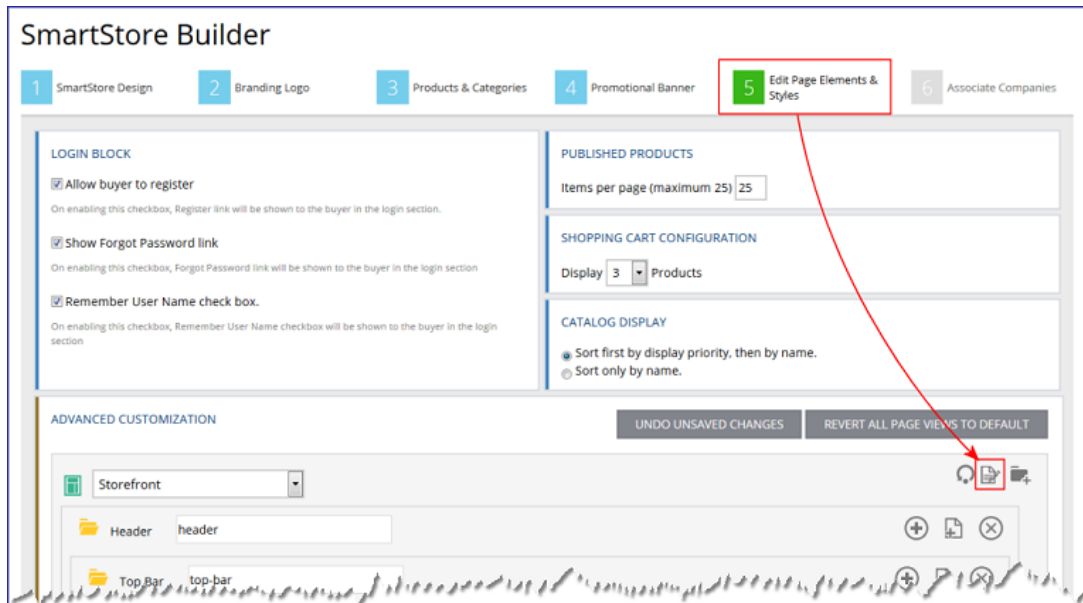 SmartStore Builder
1 SmartStore Design
2 Branding Logo
3 Products & Categories
4 Promotional Banner
5 Edit Page Elements &
Styles
6 Associate Companies
LOGIN BLOCK
Allow buyer to register
On enabling this checkbox, Register link will be shown to the buyer in the login section.
Show Forgot Password link
On enabling this checkbox, Forgot Password link will be shown to the buyer in the login section
Remember User Name check box.
On enabling this checkbox, Remember User Name checkbox will be shown to the buyer in the login
section
PUBLISHED PRODUCTS
Items per page (maximum 25) 25
SHOPPING CART CONFIGURATION
Display 3 Products
CATALOG DISPLAY
Sort first by display priority, then by name.
Sort only by name.
ADVANCED CUSTOMIZATION
UNDO UNSAVED CHANGES
REVERT ALL PAGE VIEWS TO DEFAULT
Storefront
Header header
Top Bar top-bar